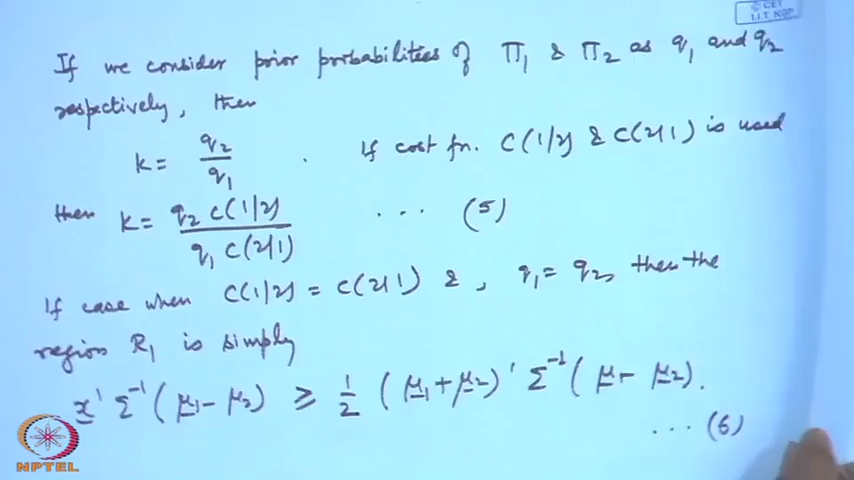 © CET
I.I.T. KGP
If we consider prior probabilities of Π₁ & Π₂ as q₁ and q₂
respectively, then
k = q₂ / q₁ . If cost fn. C(1/2) & C(2/1) is used
then k = q₂ C(1/2) / q₁ C(2/1) ... (5)
If case when C(1/2) = C(2/1) & , q₁ = q₂, then the
region R₁ is simply
x' Σ⁻¹ (μ₁ - μ₂) ≥ 1/2 (μ₁ + μ₂)' Σ⁻¹ (μ₁ - μ₂).
... (6)
NPTEL